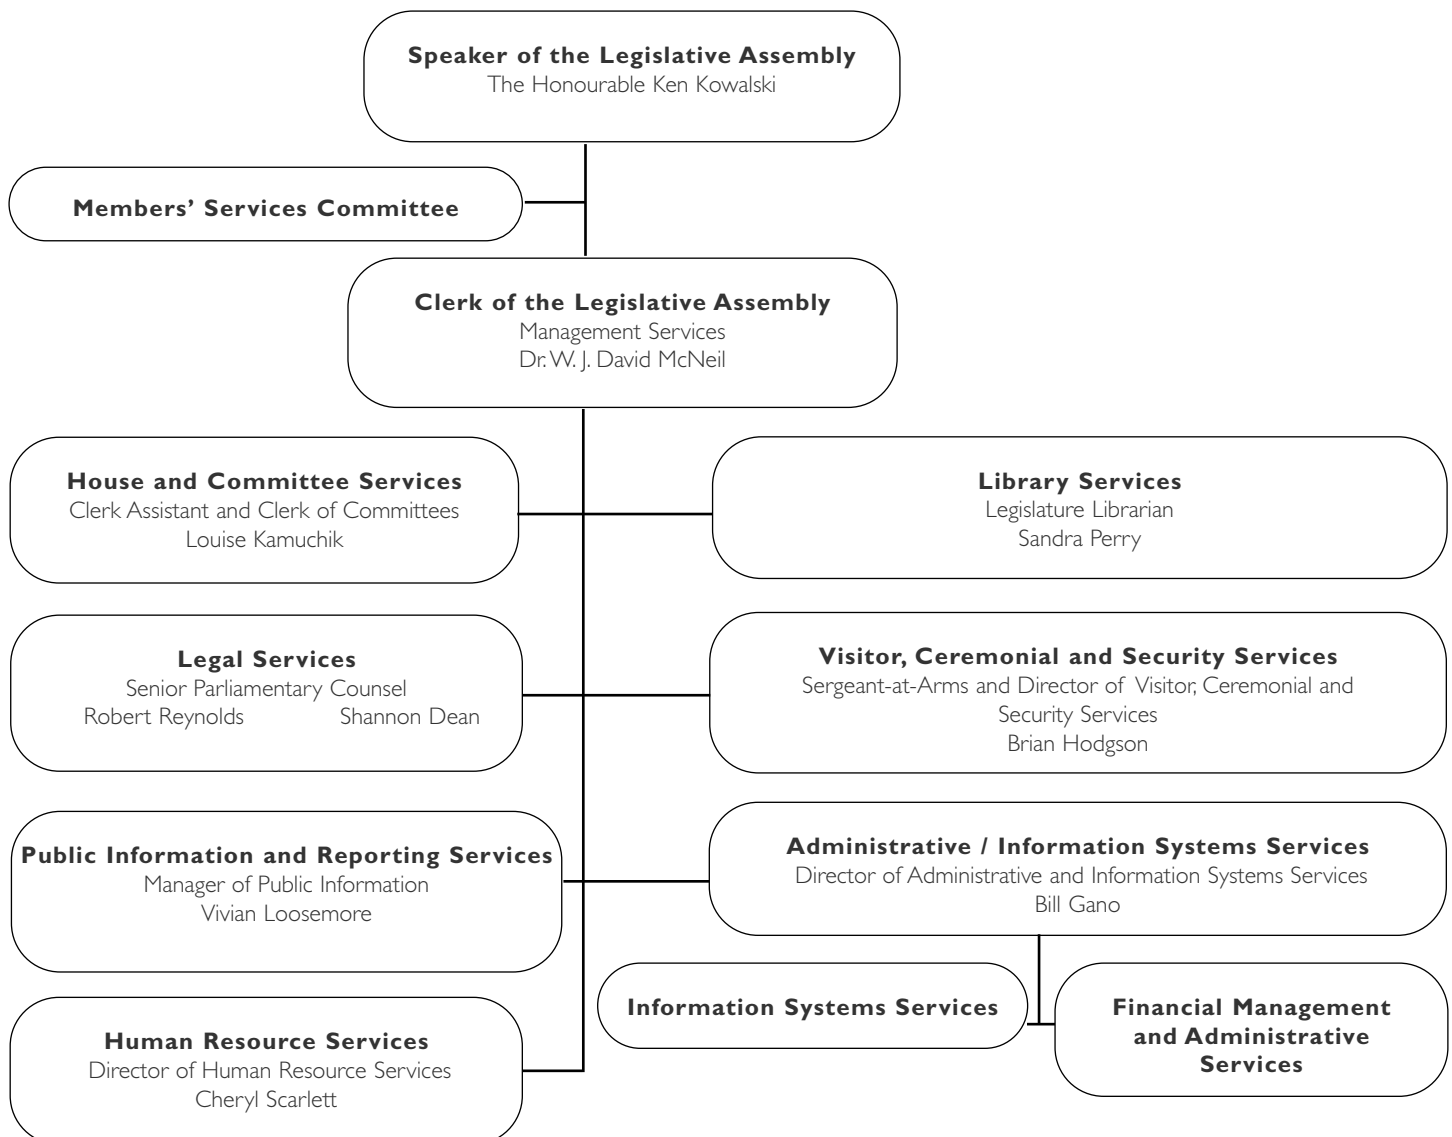 Speaker of the Legislative Assembly
The Honourable Ken Kowalski
Members’ Services Committee
Clerk of the Legislative Assembly
Management Services
Dr. W. J. David McNeil
House and Committee Services
Clerk Assistant and Clerk of Committees
Louise Kamuchik
Library Services
Legislature Librarian
Sandra Perry
Legal Services
Senior Parliamentary Counsel
Robert Reynolds Shannon Dean
Visitor, Ceremonial and Security Services
Sergeant-at-Arms and Director of Visitor, Ceremonial and
Security Services
Brian Hodgson
Public Information and Reporting Services
Manager of Public Information
Vivian Loosemore
Administrative / Information Systems Services
Director of Administrative and Information Systems Services
Bill Gano
Information Systems Services
Financial Management
and Administrative
Services
Human Resource Services
Director of Human Resource Services
Cheryl Scarlett